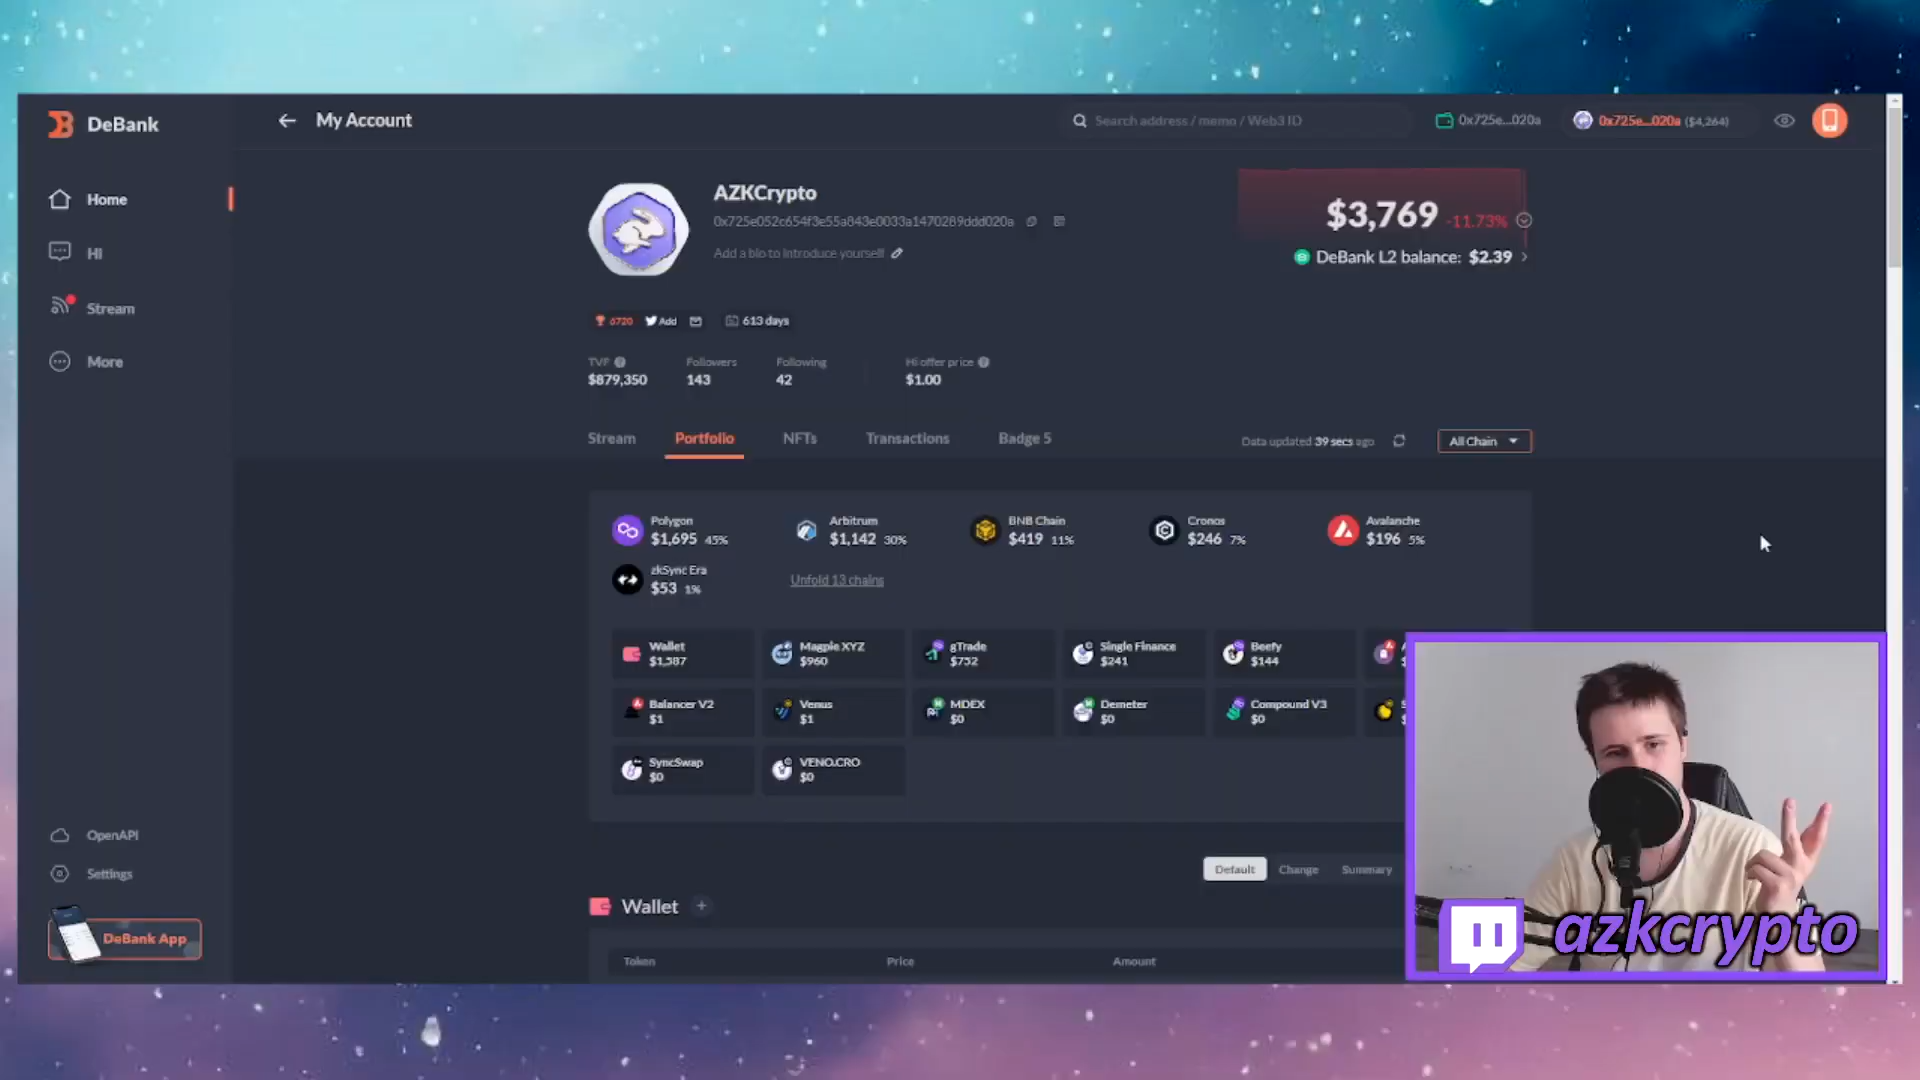 DeBank
My Account
Search address / memo / Web3 ID
0x725e...020a
0x725e...020a ($4,264)
Home
Hi
Stream
More
AZKCrypto
0x725e052c654f3e55a843e0033a1470289ddd020a
Add a bio to introduce yourself
$3,769 -11.73%
DeBank L2 balance: $2.39
6720
Add
613 days
TVF
$879,350
Followers
143
Following
42
Hi offer price
$1.00
Stream
Portfolio
NFTs
Transactions
Badge 5
Data updated 39 secs ago
All Chain
Polygon
$1,695 45%
Arbitrum
$1,142 30%
BNB Chain
$419 11%
Cronos
$246 7%
Avalanche
$196 5%
zkSync Era
$53 1%
Unfold 13 chains
Wallet
$1,387
Magpie XYZ
$960
gTrade
$752
Single Finance
$241
Beefy
$144
Balancer V2
$1
Venus
$1
MDEX
$0
Demeter
$0
Compound V3
$0
SyncSwap
$0
VENO.CRO
$0
Default
Change
Summary
Wallet
Token
Price
Amount
OpenAPI
Settings
DeBank App
azkcrypto